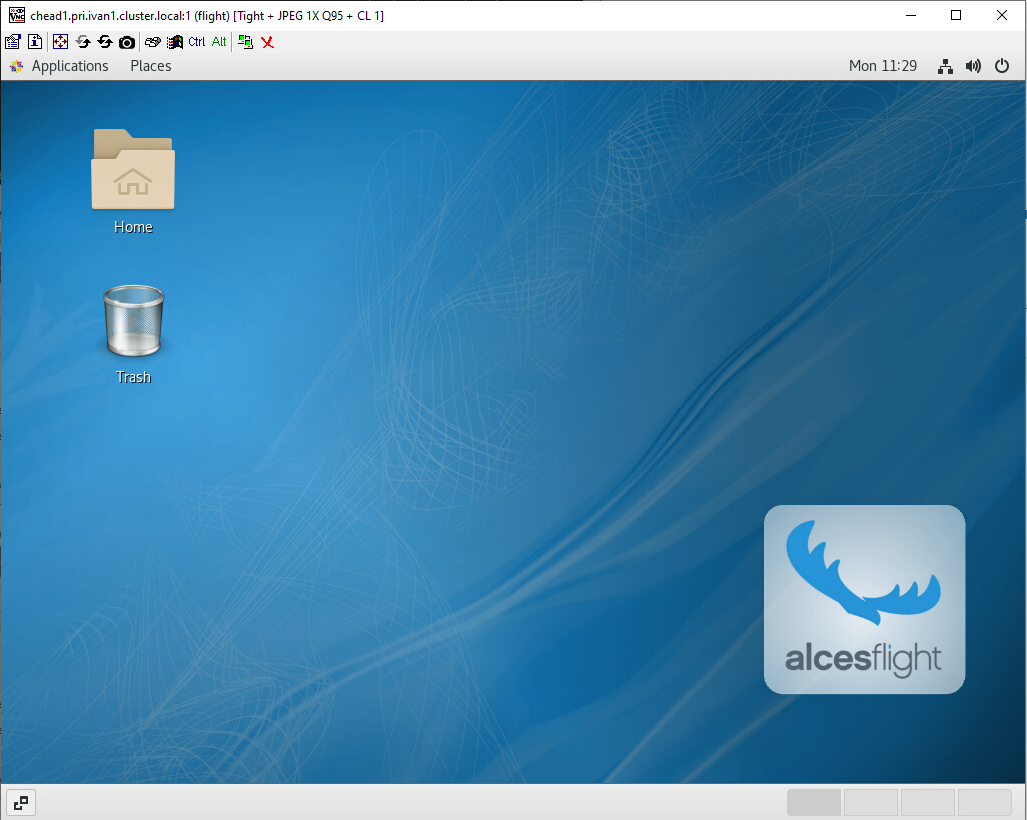 chead1.pri.ivan1.cluster.local:1 (flight) [Tight + JPEG 1X Q95 + CL 1]
Ctrl Alt
Applications Places Mon 11:29
Home
Trash
alcesflight